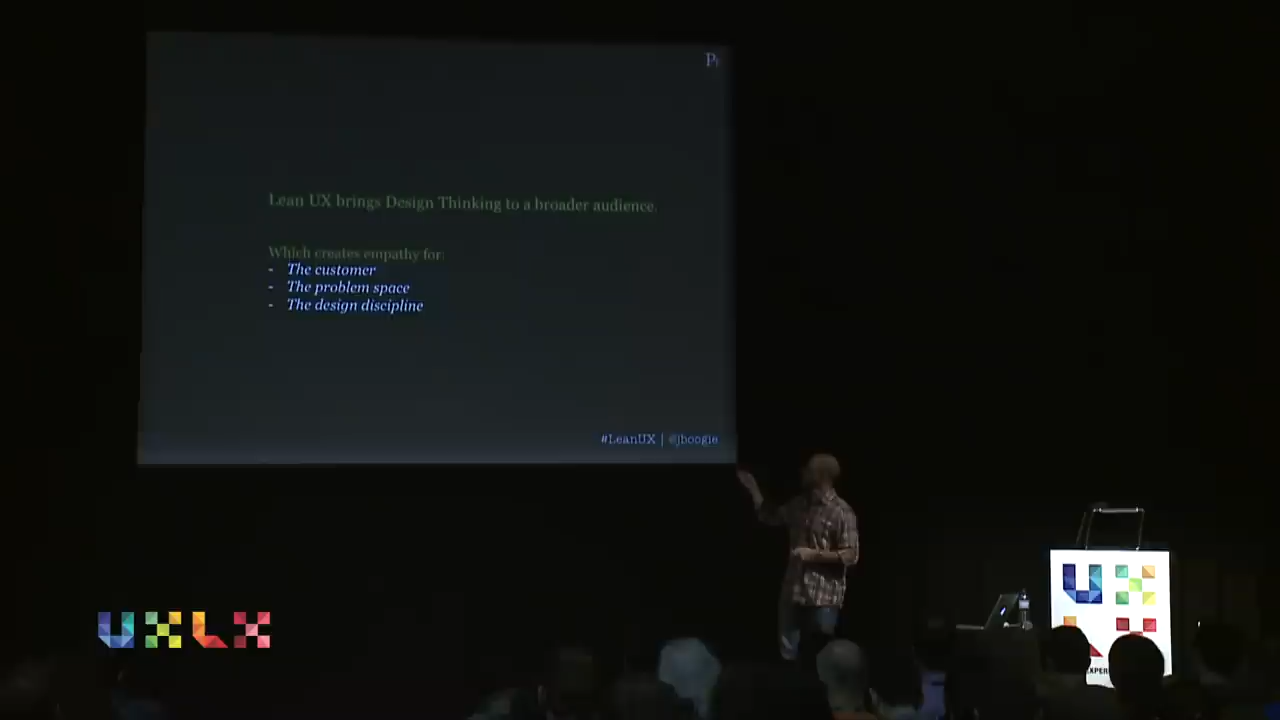 Lean UX brings Design Thinking to a broader audience.
Which creates empathy for:
- The customer
- The problem space
- The design discipline
#LeanUX | @jboogie
UXLX
UX